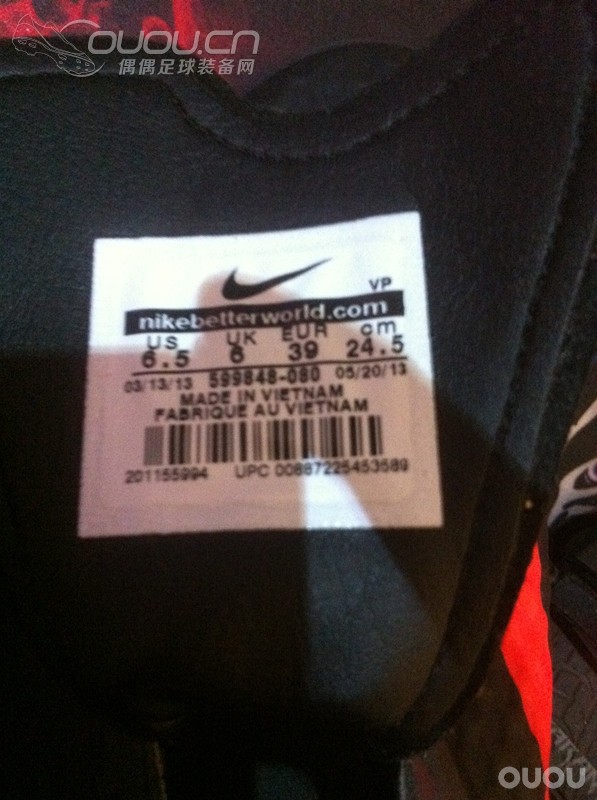 OUOU.CN
偶偶足球装备网
VP
nikebetterworld.com
US UK EUR cm
6.5 6 39 24.5
03/13/13 599848-080 05/20/13
MADE IN VIETNAM
FABRIQUE AU VIETNAM
201155994 UPC 00887225453589
OUOU